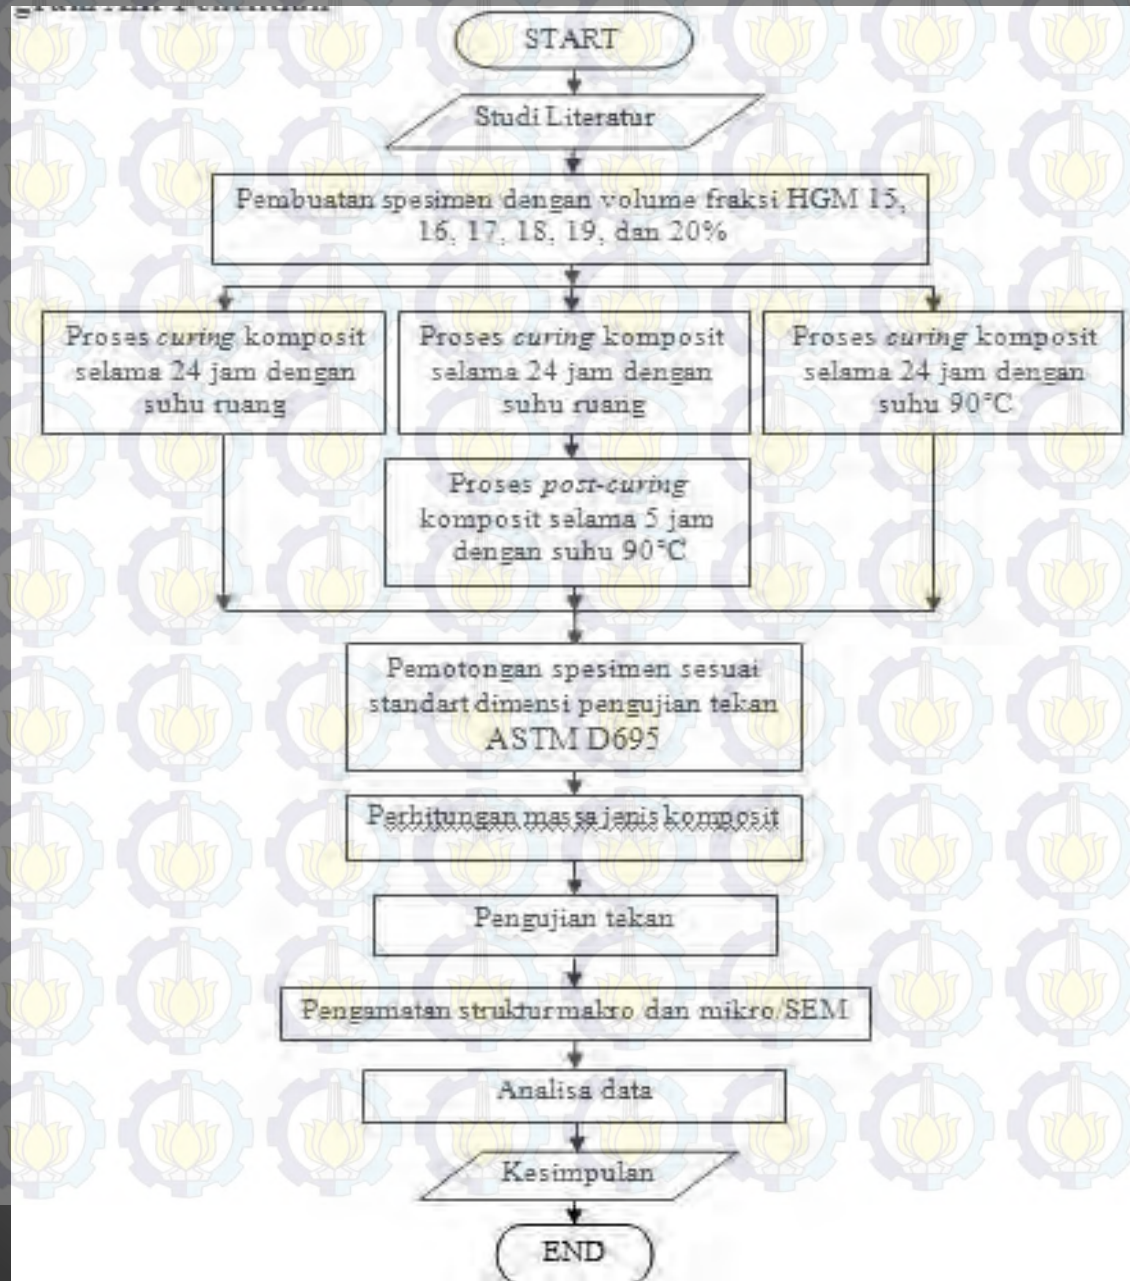 START
Studi Literatur
Pembuatan spesimen dengan volume fraksi HGM 15,
16, 17, 18, 19, dan 20%
Proses curing komposit
selama 24 jam dengan
suhu ruang
Proses curing komposit
selama 24 jam dengan
suhu ruang
Proses curing komposit
selama 24 jam dengan
suhu 90°C
Proses post-curing
komposit selama 5 jam
dengan suhu 90°C
Pemotongan spesimen sesuai
standart dimensi pengujian tekan
ASTM D695
Perhitungan massa jenis komposit
Pengujian tekan
Pengamatan struktur makro dan mikro/SEM
Analisa data
Kesimpulan
END